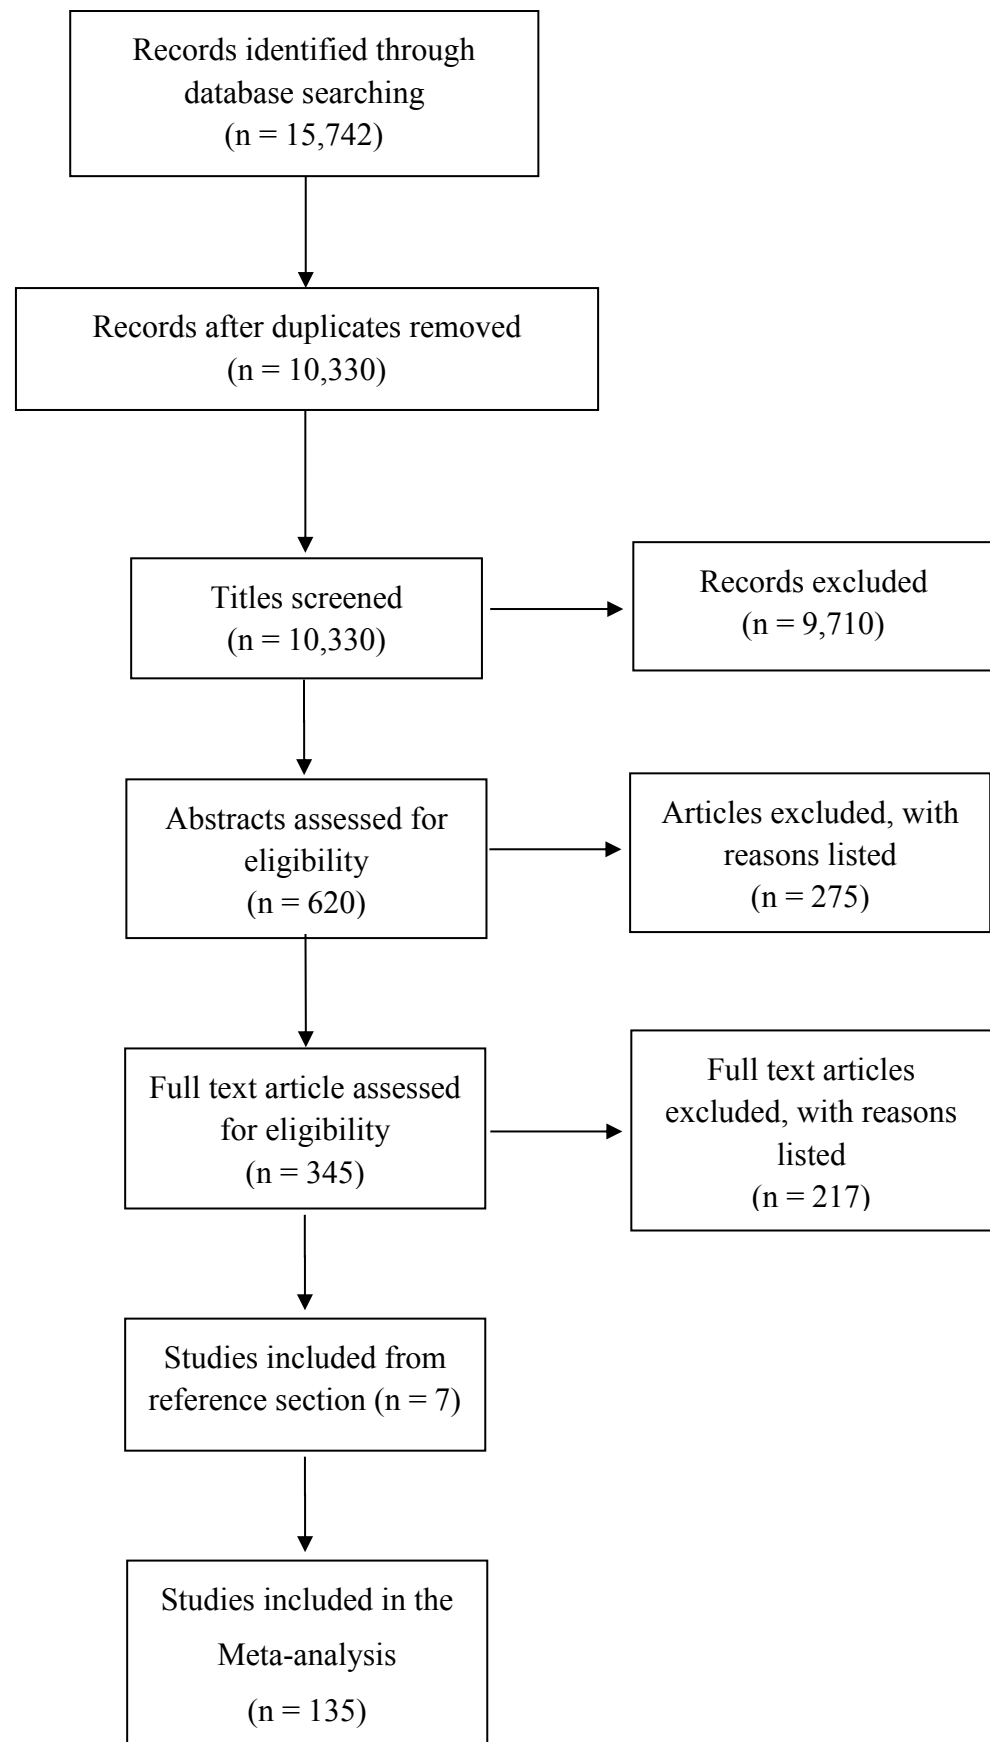 Records identified through
database searching
(n = 15,742)
Records after duplicates removed
(n = 10,330)
Titles screened
(n = 10,330)
Records excluded
(n = 9,710)
Abstracts assessed for
eligibility
(n = 620)
Articles excluded, with
reasons listed
(n = 275)
Full text article assessed
for eligibility
(n = 345)
Full text articles
excluded, with reasons
listed
(n = 217)
Studies included from
reference section (n = 7)
Studies included in the
Meta-analysis
(n = 135)